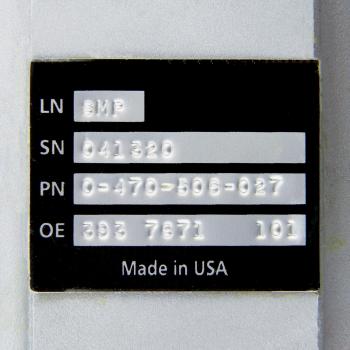 LN SMP
SN 041320
PN 0-470-506-027
OE 393 7671 101
Made in USA